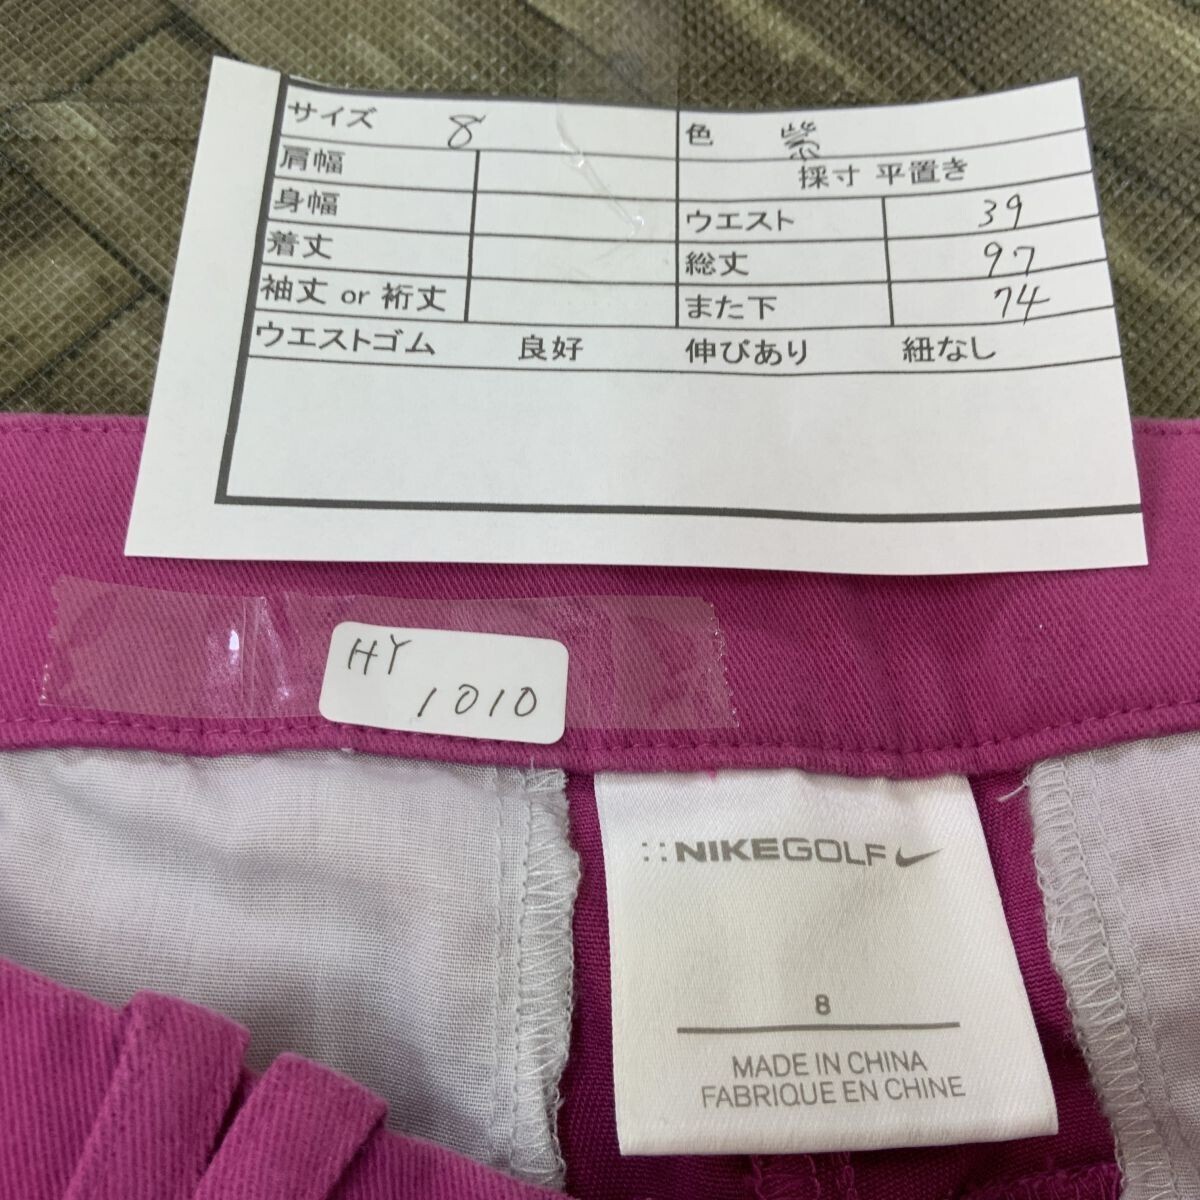 サイズ 8 色 紫
肩幅 採寸 平置き
身幅 ウエスト 39
着丈 総丈 97
袖丈 or 裄丈 また下 74
ウエストゴム 良好 伸びあり 紐なし
HY
1010
NIKEGOLF
8
MADE IN CHINA
FABRIQUE EN CHINE